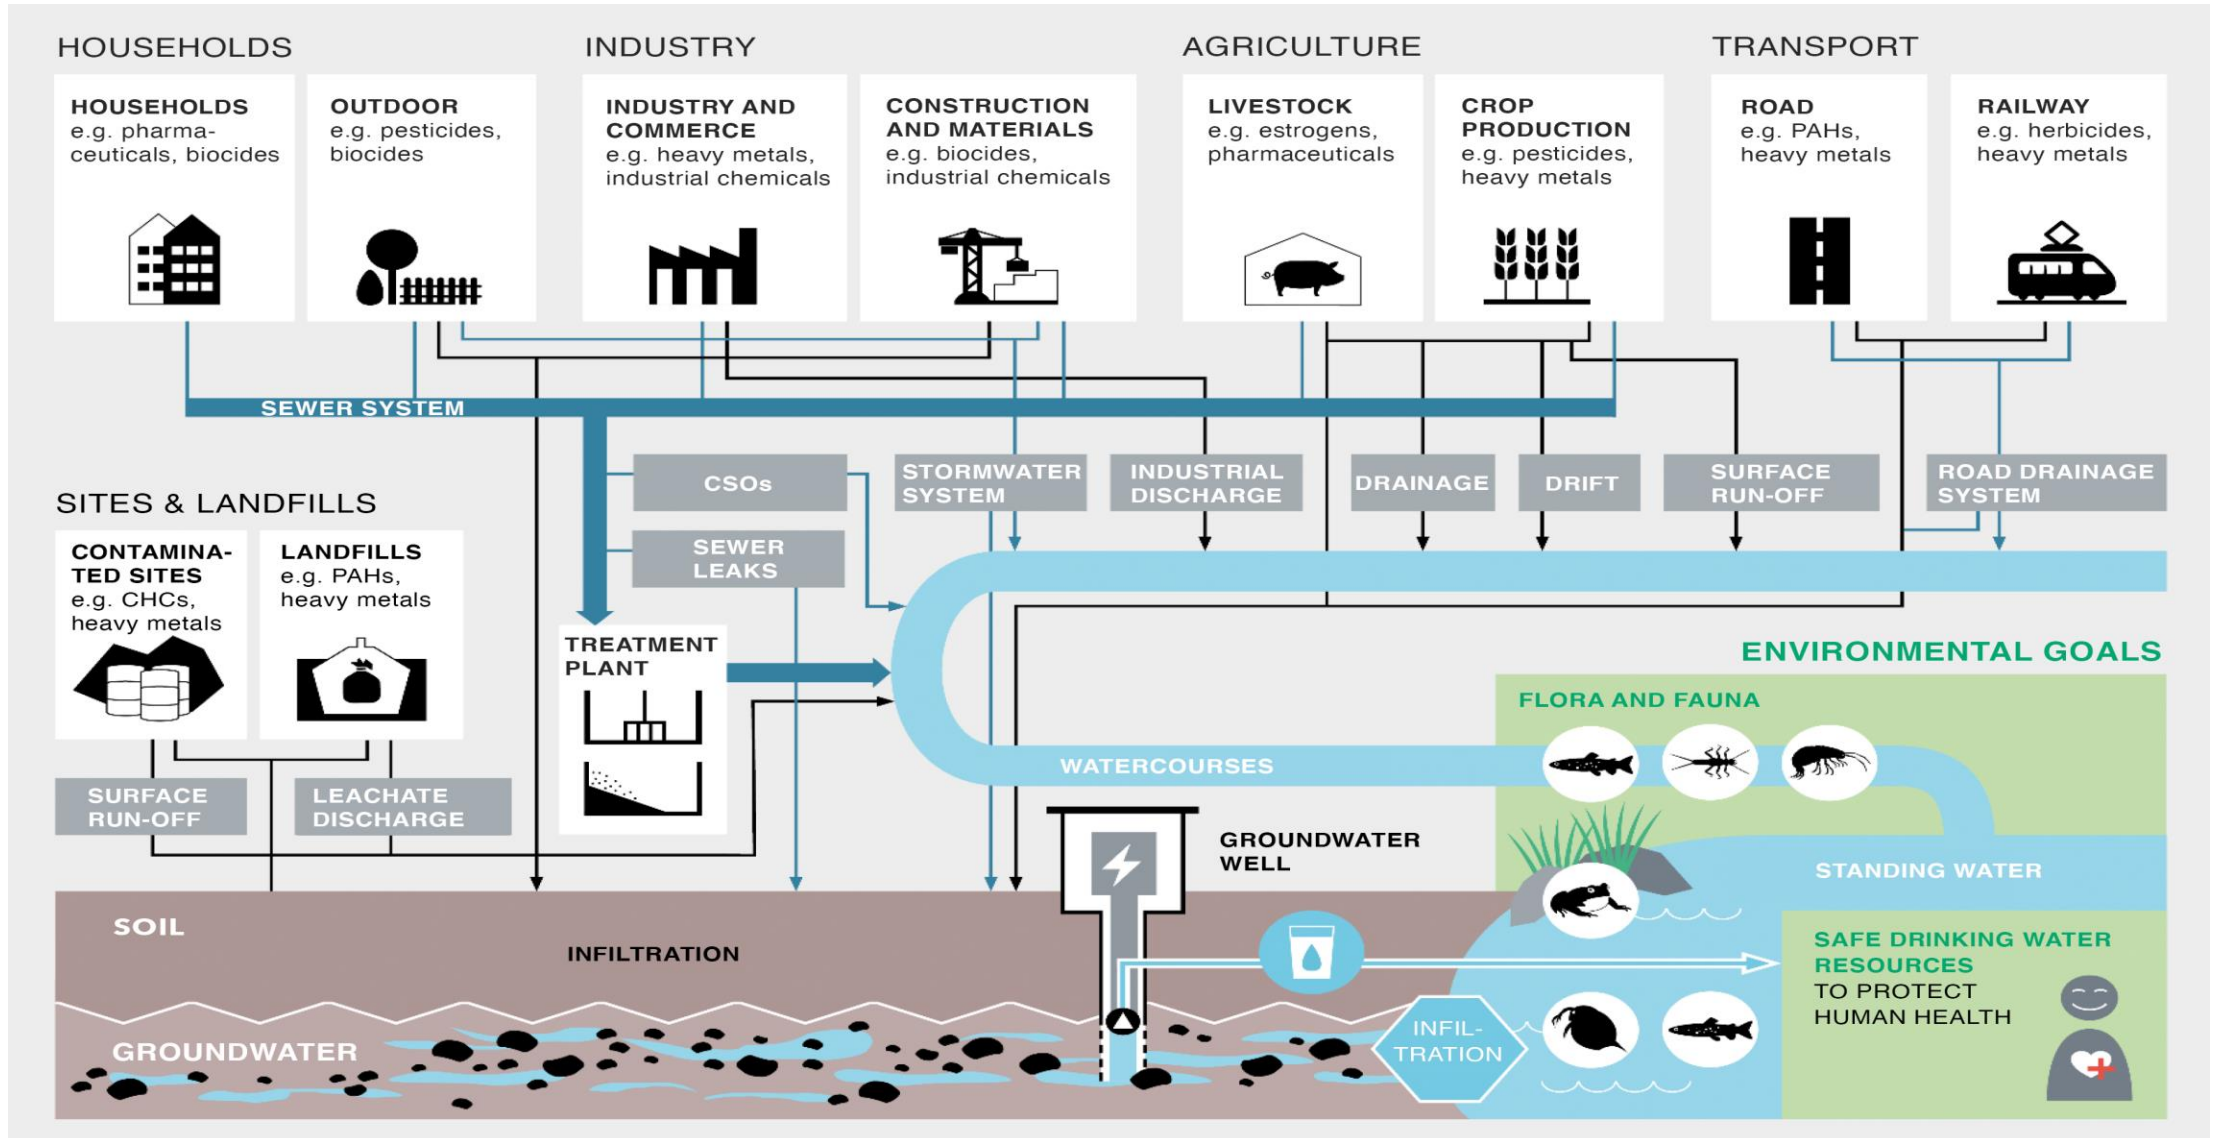 HOUSEHOLDS
INDUSTRY
AGRICULTURE
TRANSPORT
HOUSEHOLDS
e.g. pharma-
ceuticals, biocides
OUTDOOR
e.g. pesticides,
biocides
INDUSTRY AND
COMMERCE
e.g. heavy metals,
industrial chemicals
CONSTRUCTION
AND MATERIALS
e.g. biocides,
industrial chemicals
LIVESTOCK
e.g. estrogens,
pharmaceuticals
CROP
PRODUCTION
e.g. pesticides,
heavy metals
ROAD
e.g. PAHs,
heavy metals
RAILWAY
e.g. herbicides,
heavy metals
SEWER SYSTEM
CSOs
STORMWATER
SYSTEM
INDUSTRIAL
DISCHARGE
DRAINAGE
DRIFT
SURFACE
RUN-OFF
ROAD DRAINAGE
SYSTEM
SEWER
LEAKS
SITES & LANDFILLS
CONTAMINA-
TED SITES
e.g. CHCs,
heavy metals
LANDFILLS
e.g. PAHs,
heavy metals
TREATMENT
PLANT
SURFACE
RUN-OFF
LEACHATE
DISCHARGE
ENVIRONMENTAL GOALS
FLORA AND FAUNA
WATERCOURSES
GROUNDWATER
WELL
STANDING WATER
SOIL
INFILTRATION
SAFE DRINKING WATER
RESOURCES
TO PROTECT
HUMAN HEALTH
INFIL-
TRATION
GROUNDWATER